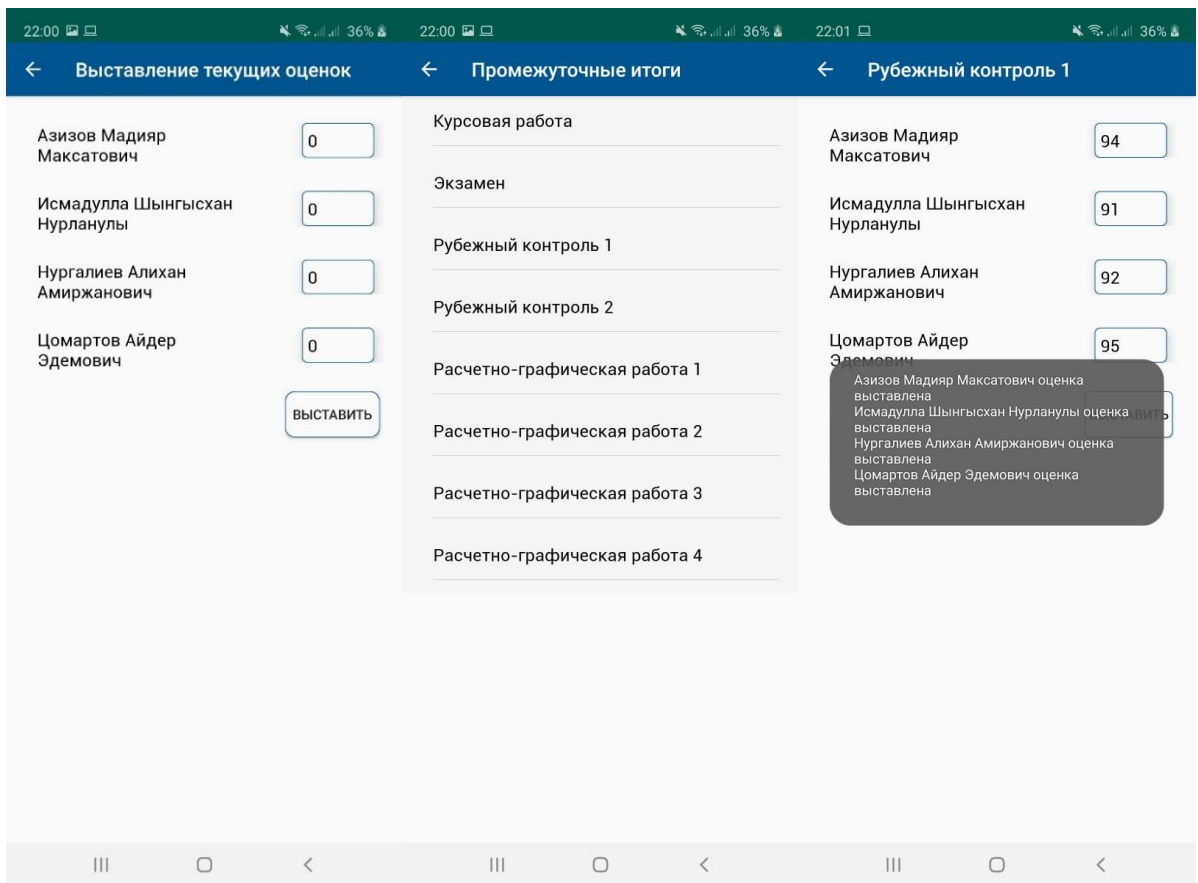 22:00
36%
Выставление текущих оценок
Азизов Мадияр
Максатович
0
Исмадулла Шынгысхан
Нурланулы
0
Нургалиев Алихан
Амиржанович
0
Цомартов Айдер
Эдемович
0
ВЫСТАВИТЬ
22:00
36%
Промежуточные итоги
Курсовая работа
Экзамен
Рубежный контроль 1
Рубежный контроль 2
Расчетно-графическая работа 1
Расчетно-графическая работа 2
Расчетно-графическая работа 3
Расчетно-графическая работа 4
22:01
36%
Рубежный контроль 1
Азизов Мадияр
Максатович
94
Исмадулла Шынгысхан
Нурланулы
91
Нургалиев Алихан
Амиржанович
92
Цомартов Айдер
Эдемович
95
Азизов Мадияр Максатович оценка
выставлена
Исмадулла Шынгысхан Нурланулы оценка
выставлена
Нургалиев Алихан Амиржанович оценка
выставлена
Цомартов Айдер Эдемович оценка
выставлена